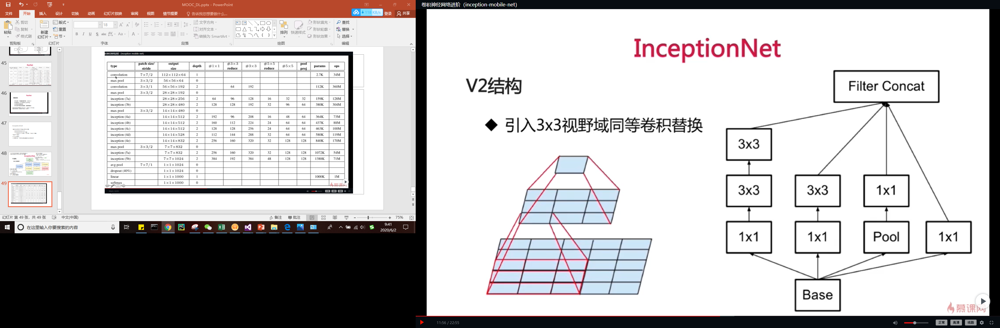 MOOC_DL.pptx - PowerPoint
文件 开始 插入 设计 切换 动画 幻灯片放映 审阅 视图 情节提要 告诉我您想要做什么... 118 KB/s 登录 共享
粘贴 剪切 复制 格式刷
新建 幻灯片 版式 重置 节
18
B I U S abc AV Aa A
文字方向 对齐文本 转换为 SmartArt
排列 快速样式 形状填充 形状轮廓 形状效果
查找 替换 选择
剪贴板 幻灯片 字体 段落 绘图 编辑
45
46
47
48
49
type patch size/ stride output size depth #1×1 #3×3 reduce #3×3 #5×5 reduce #5×5 pool proj params ops
convolution 7×7/2 112×112×64 1 2.7K 34M
max pool 3×3/2 56×56×64 0
convolution 3×3/1 56×56×192 2 64 192 112K 360M
max pool 3×3/2 28×28×192 0
inception (3a) 28×28×256 2 64 96 128 16 32 32 159K 128M
inception (3b) 28×28×480 2 128 128 192 32 96 64 380K 304M
max pool 3×3/2 14×14×480 0
inception (4a) 14×14×512 2 192 96 208 16 48 64 364K 73M
inception (4b) 14×14×512 2 160 112 224 24 64 64 437K 88M
inception (4c) 14×14×512 2 128 128 256 24 64 64 463K 100M
inception (4d) 14×14×528 2 112 144 288 32 64 64 580K 119M
inception (4e) 14×14×832 2 256 160 320 32 128 128 840K 170M
max pool 3×3/2 7×7×832 0
inception (5a) 7×7×832 2 256 160 320 32 128 128 1072K 54M
inception (5b) 7×7×1024 2 384 192 384 48 128 128 1388K 71M
avg pool 7×7/1 1×1×1024 0
dropout (40%) 1×1×1024 0
linear 1×1×1000 1 1000K 1M
softmax 1×1×1000 0
幻灯片 第 49 张，共 49 张 中文(中国) 备注 批注 75%
在这里输入你要搜索的内容
9:41
2020/6/2
卷积神经网络进阶（inception-mobile-net）
InceptionNet
V2结构
◆ 引入3x3视野域同等卷积替换
Filter Concat
3x3
3x3 3x3 1x1
1x1 1x1 Pool 1x1
Base
慕课网
11:56 / 22:55
正常 高清 线路